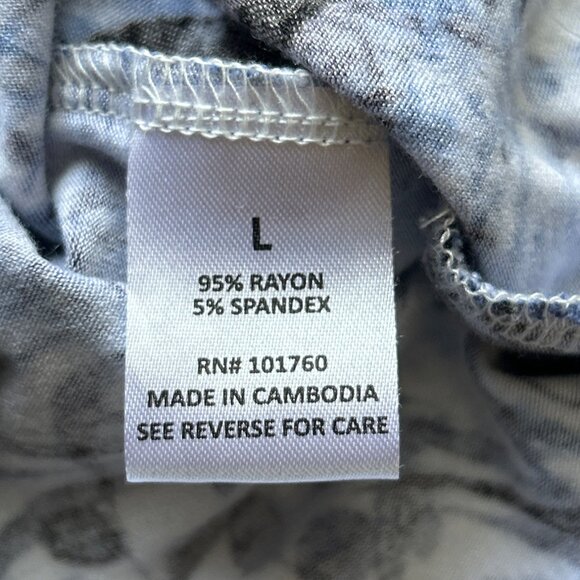 L
95% RAYON
5% SPANDEX
RN# 101760
MADE IN CAMBODIA
SEE REVERSE FOR CARE